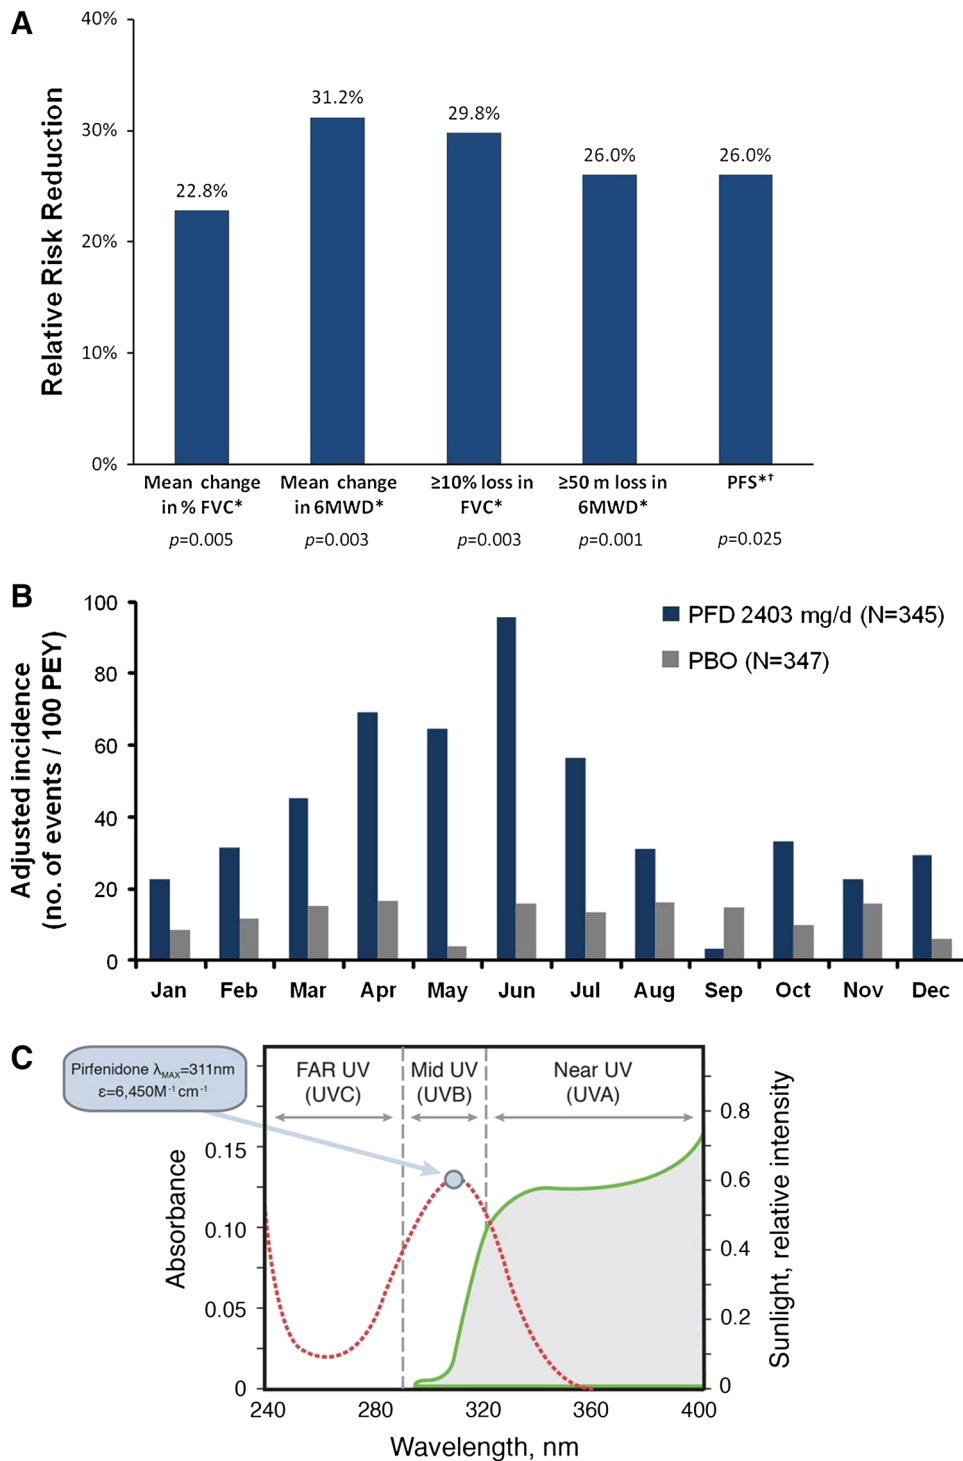 A
Relative Risk Reduction
40%
30%
20%
10%
0%
22.8%
31.2%
29.8%
26.0%
26.0%
Mean change
in % FVC*
p=0.005
Mean change
in 6MWD*
p=0.003
≥10% loss in
FVC*
p=0.003
≥50 m loss in
6MWD*
p=0.001
PFS*†
p=0.025
B
Adjusted incidence
(no. of events / 100 PEY)
100
80
60
40
20
0
PFD 2403 mg/d (N=345)
PBO (N=347)
Jan Feb Mar Apr May Jun Jul Aug Sep Oct Nov Dec
C
Pirfenidone λMAX=311nm
ε=6,450M⁻¹ cm⁻¹
FAR UV
(UVC)
Mid UV
(UVB)
Near UV
(UVA)
Absorbance
0.15
0.10
0.05
0
Sunlight, relative intensity
0.8
0.6
0.4
0.2
0
240 280 320 360 400
Wavelength, nm